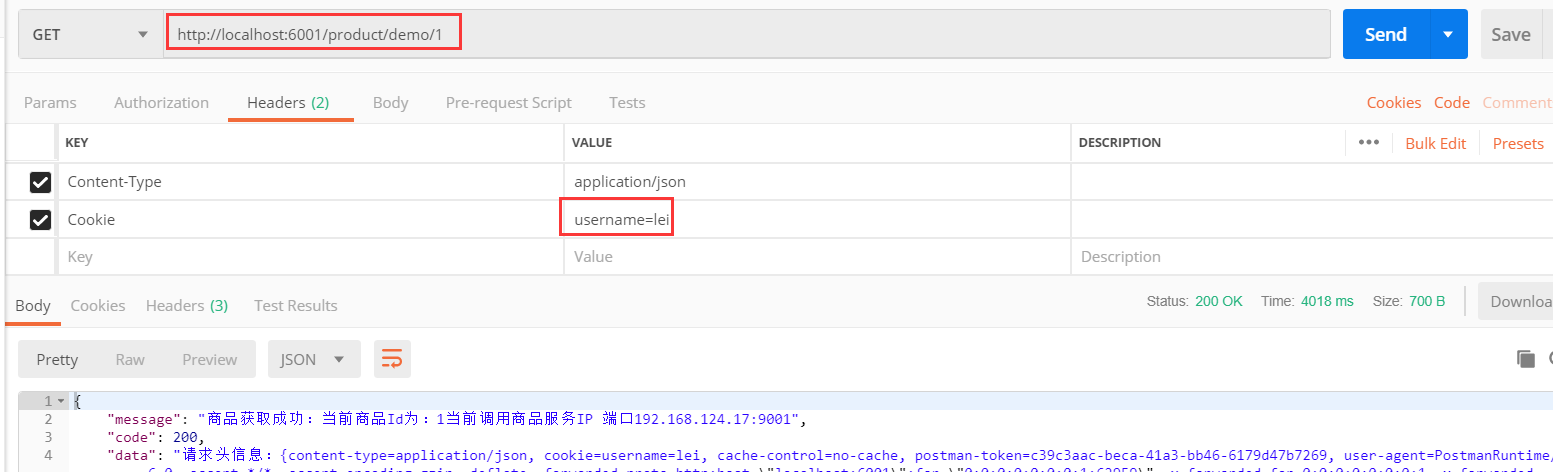 GET http://localhost:6001/product/demo/1 Send Save
Params Authorization Headers (2) Body Pre-request Script Tests Cookies Code Comment
KEY VALUE DESCRIPTION ••• Bulk Edit Presets
Content-Type application/json
Cookie username=lei
Key Value Description
Body Cookies Headers (3) Test Results Status: 200 OK Time: 4018 ms Size: 700 B Downloa
Pretty Raw Preview JSON
1 {
2 "message": "商品获取成功：当前商品Id为：1当前调用商品服务IP 端口192.168.124.17:9001",
3 "code": 200,
4 "data": "请求头信息：{content-type=application/json, cookie=username=lei, cache-control=no-cache, postman-token=c39c3aac-beca-41a3-bb46-6179d47b7269, user-agent=PostmanRuntime/